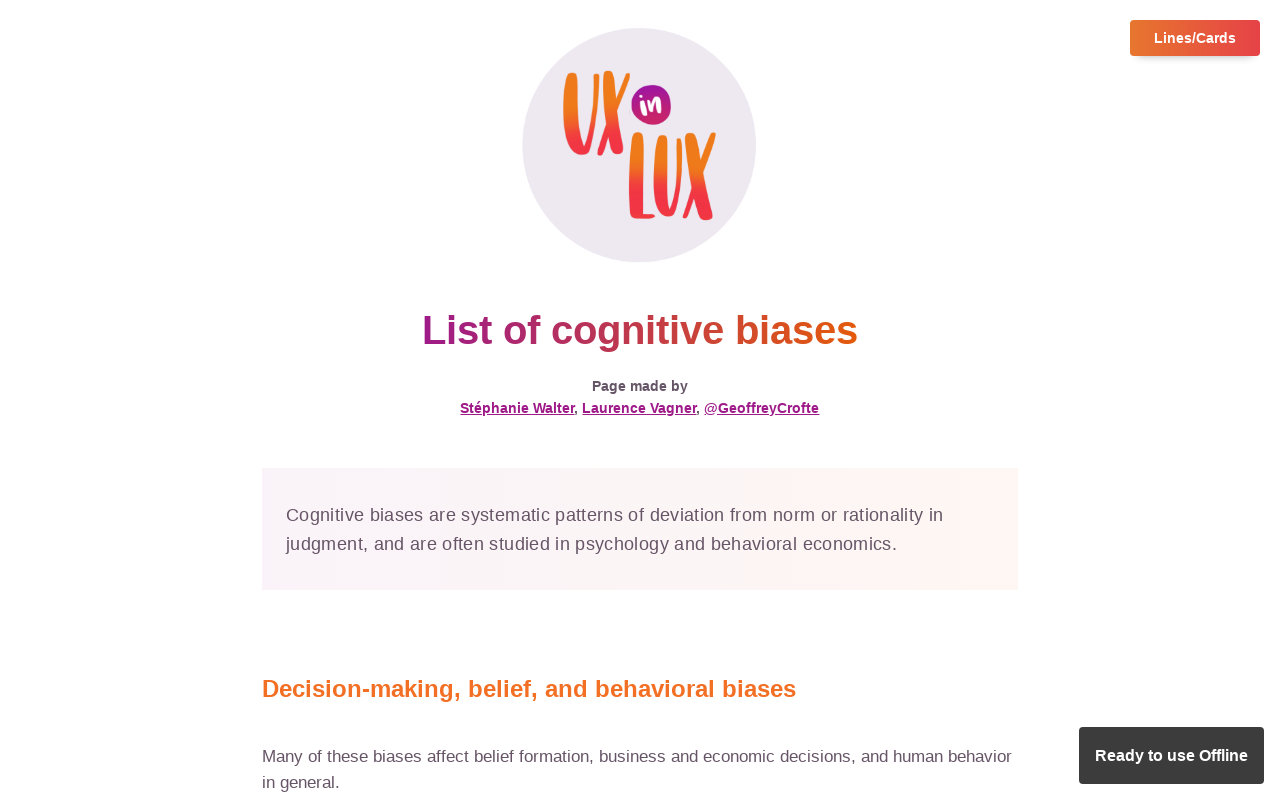 Lines/Cards
UX in
LUX
List of cognitive biases
Page made by
Stéphanie Walter, Laurence Vagner, @GeoffreyCrofte
Cognitive biases are systematic patterns of deviation from norm or rationality in
judgment, and are often studied in psychology and behavioral economics.
Decision-making, belief, and behavioral biases
Many of these biases affect belief formation, business and economic decisions, and human behavior
in general.
Ready to use Offline